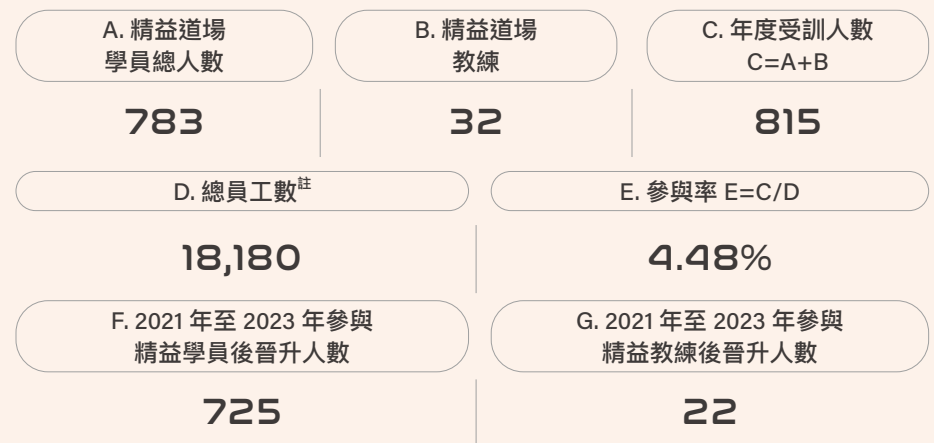 A. 精益道場
學員總人數
B. 精益道場
教練
C. 年度受訓人數
C=A+B
783
32
815
D. 總員工數註
E. 參與率 E=C/D
18,180
4.48%
F. 2021 年至 2023 年參與
精益學員後晉升人數
G. 2021 年至 2023 年參與
精益教練後晉升人數
725
22